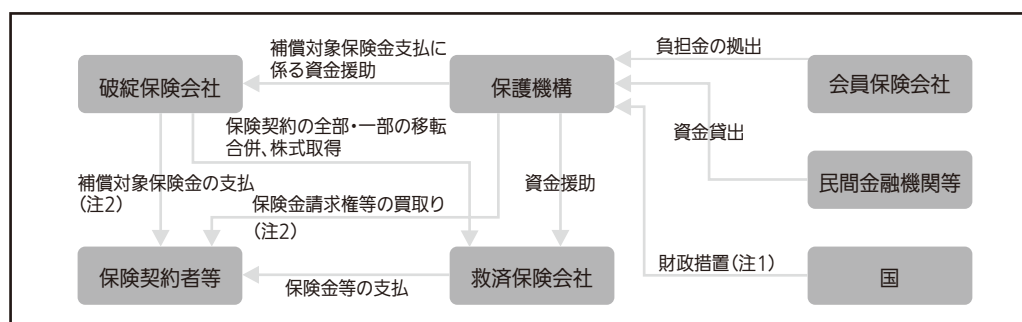 補償対象保険金支払に
係る資金援助
負担金の拠出
破綻保険会社
保護機構
会員保険会社
保険契約の全部・一部の移転
合併、株式取得
資金貸出
補償対象保険金の支払
(注2)
資金援助
民間金融機関等
保険金請求権等の買取り
(注2)
保険契約者等
救済保険会社
財政措置(注1)
国
保険金等の支払